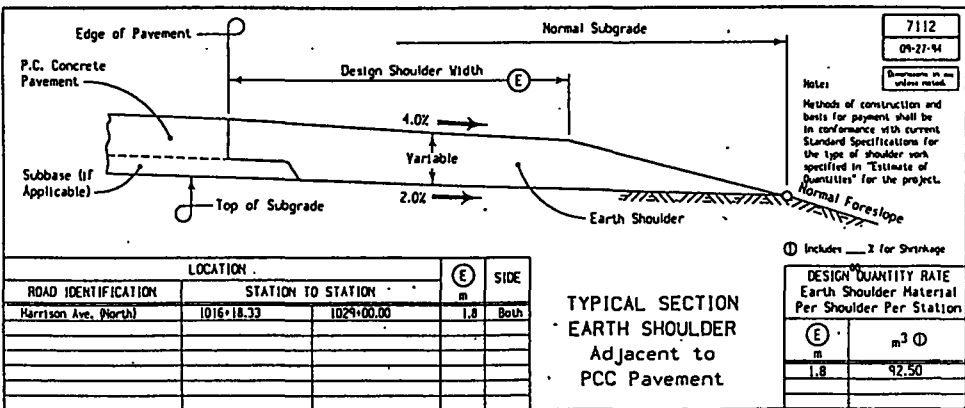 Edge of Pavement
Normal Subgrade
7112
09-27-94
P.C. Concrete
Pavement
Design Shoulder Width
E
Dimensions in
unless noted.
Note:
Methods of construction and
basis for payment shall be
in conformance with current
Standard Specifications for
the type of shoulder work
specified in "Estimate of
Quantities" for the project.
4.0%
Variable
Subbase (if
Applicable)
2.0%
Top of Subgrade
Earth Shoulder
Normal Foreslope
① Includes ___ % for Shrinkage
LOCATION
E
m
SIDE
ROAD IDENTIFICATION
STATION TO STATION
Harrison Ave. (North)
1016+18.33
1029+00.00
1.8
Both
TYPICAL SECTION
EARTH SHOULDER
Adjacent to
PCC Pavement
DESIGN QUANTITY RATE
Earth Shoulder Material
Per Shoulder Per Station
E
m
m³ ①
1.8
92.50